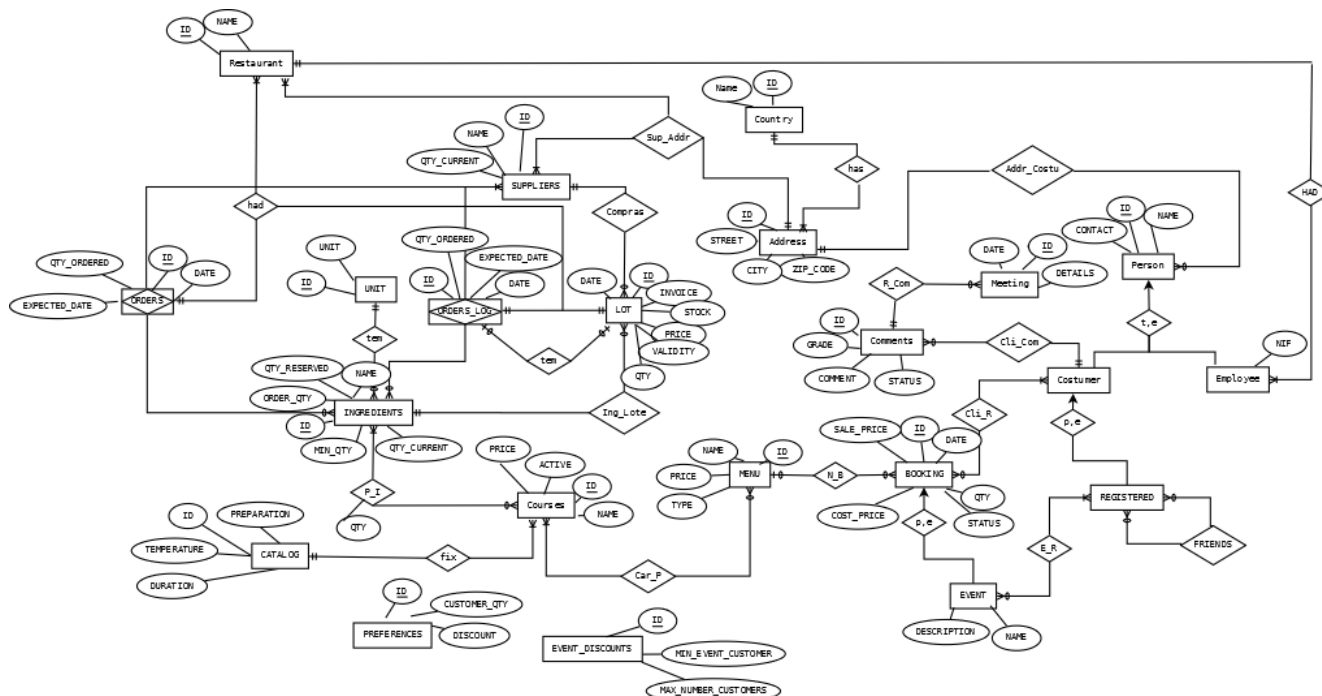 NAME
ID
Restaurant
Name
ID
Country
ID
NAME
QTY_CURRENT
SUPPLIERS
Sup_Addr
has
Addr_Costu
HAD
had
Compras
ID
STREET
Address
CITY
ZIP_CODE
ID
NAME
CONTACT
Person
QTY_ORDERED
ID
DATE
EXPECTED_DATE
ORDERS
UNIT
ID
UNIT
QTY_ORDERED
EXPECTED_DATE
ID
DATE
ORDERS_LOG
DATE
ID
INVOICE
LOT
STOCK
PRICE
VALIDITY
QTY
DATE
ID
R_Com
Meeting
DETAILS
tem
tem
ID
GRADE
Comments
COMMENT
STATUS
Cli_Com
t,e
NIF
Costumer
Employee
QTY_RESERVED
NAME
ORDER_QTY
INGREDIENTS
ID
MIN_QTY
QTY_CURRENT
Ing_Lote
Cli_R
p,e
SALE_PRICE
ID
DATE
BOOKING
COST_PRICE
QTY
STATUS
NAME
ID
MENU
PRICE
TYPE
N_B
PRICE
ACTIVE
ID
Courses
NAME
P_I
QTY
REGISTERED
FRIENDS
p,e
E_R
ID
PREPARATION
TEMPERATURE
CATALOG
DURATION
fix
Car_P
EVENT
DESCRIPTION
NAME
ID
CUSTOMER_QTY
PREFERENCES
DISCOUNT
ID
EVENT_DISCOUNTS
MIN_EVENT_CUSTOMER
MAX_NUMBER_CUSTOMERS